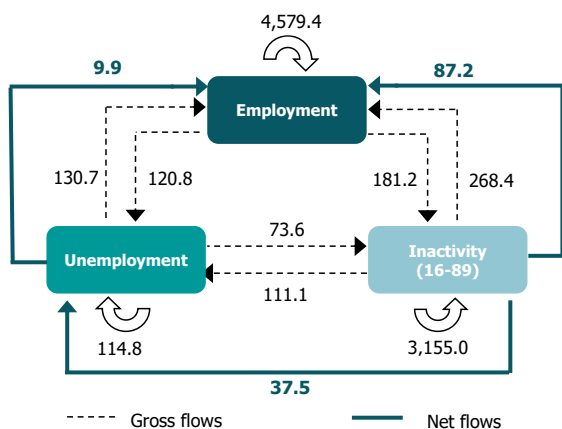 4,579.4
9.9
87.2
Employment
130.7
120.8
181.2
268.4
73.6
Unemployment
Inactivity
(16-89)
111.1
114.8
3,155.0
37.5
Gross flows
Net flows